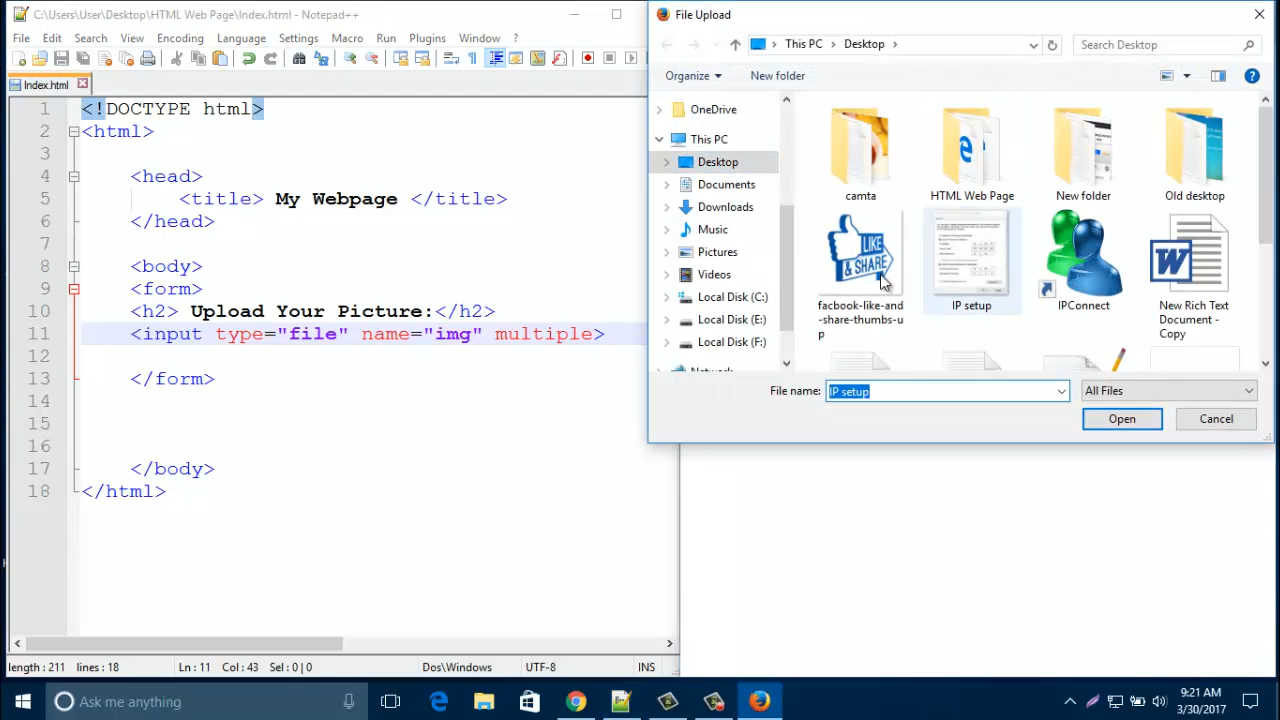 C:\Users\User\Desktop\HTML Web Page\Index.html - Notepad++
File Edit Search View Encoding Language Settings Macro Run Plugins Window ?
Index.html
1 <!DOCTYPE html>
2 <html>
3
4 <head>
5 <title> My Webpage </title>
6 </head>
7
8 <body>
9 <form>
10 <h2> Upload Your Picture:</h2>
11 <input type="file" name="img" multiple>
12
13 </form>
14
15
16
17 </body>
18 </html>
length : 211 lines : 18 Ln : 11 Col : 43 Sel : 0 | 0 Dos\Windows UTF-8 INS
File Upload
This PC Desktop Search Desktop
Organize New folder
OneDrive
This PC
Desktop
Documents
Downloads
Music
Pictures
Videos
Local Disk (C:)
Local Disk (E:)
Local Disk (F:)
camta HTML Web Page New folder Old desktop
LIKE
& SHARE
facbook-like-and
-share-thumbs-u
p
IP setup
IPConnect
W
New Rich Text
Document -
Copy
File name: IP setup All Files
Open Cancel
Ask me anything
9:21 AM
3/30/2017